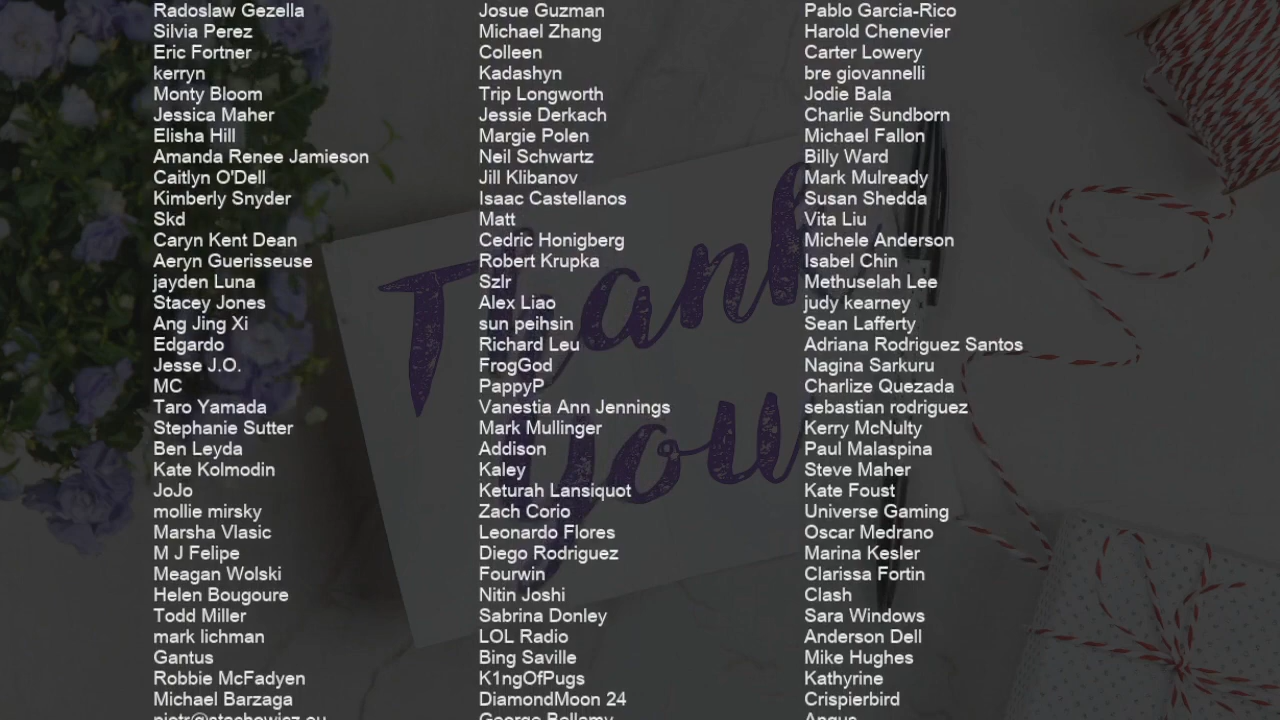 Radoslaw Gezella
Silvia Perez
Eric Fortner
kerryn
Monty Bloom
Jessica Maher
Elisha Hill
Amanda Renee Jamieson
Caitlyn O'Dell
Kimberly Snyder
Skd
Caryn Kent Dean
Aeryn Guerisseuse
jayden Luna
Stacey Jones
Ang Jing Xi
Edgardo
Jesse J.O.
MC
Taro Yamada
Stephanie Sutter
Ben Leyda
Kate Kolmodin
JoJo
mollie mirsky
Marsha Vlasic
M J Felipe
Meagan Wolski
Helen Bougoure
Todd Miller
mark lichman
Gantus
Robbie McFadyen
Michael Barzaga
piotr@stachowicz.eu
Josue Guzman
Michael Zhang
Colleen
Kadashyn
Trip Longworth
Jessie Derkach
Margie Polen
Neil Schwartz
Jill Klibanov
Isaac Castellanos
Matt
Cedric Honigberg
Robert Krupka
Szlr
Alex Liao
sun peihsin
Richard Leu
FrogGod
PappyP
Vanestia Ann Jennings
Mark Mullinger
Addison
Kaley
Keturah Lansiquot
Zach Corio
Leonardo Flores
Diego Rodriguez
Fourwin
Nitin Joshi
Sabrina Donley
LOL Radio
Bing Saville
K1ngOfPugs
DiamondMoon 24
George Bellamy
Pablo Garcia-Rico
Harold Chenevier
Carter Lowery
bre giovannelli
Jodie Bala
Charlie Sundborn
Michael Fallon
Billy Ward
Mark Mulready
Susan Shedda
Vita Liu
Michele Anderson
Isabel Chin
Methuselah Lee
judy kearney
Sean Lafferty
Adriana Rodriguez Santos
Nagina Sarkuru
Charlize Quezada
sebastian rodriguez
Kerry McNulty
Paul Malaspina
Steve Maher
Kate Foust
Universe Gaming
Oscar Medrano
Marina Kesler
Clarissa Fortin
Clash
Sara Windows
Anderson Dell
Mike Hughes
Kathyrine
Crispierbird
Angus
Thank
you